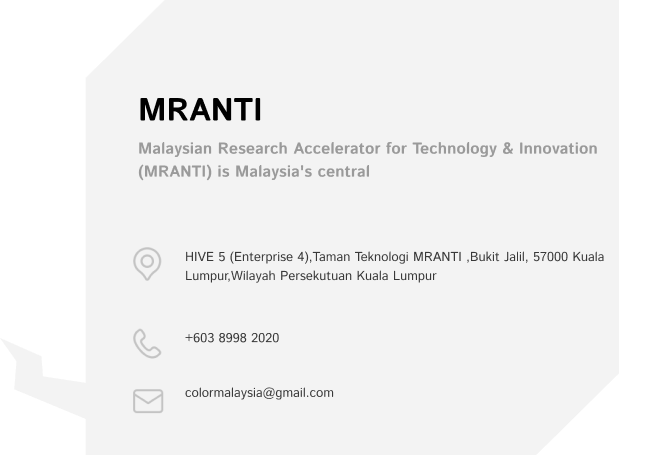 MRANTI
Malaysian Research Accelerator for Technology & Innovation
(MRANTI) is Malaysia's central
HIVE 5 (Enterprise 4),Taman Teknologi MRANTI ,Bukit Jalil, 57000 Kuala
Lumpur,Wilayah Persekutuan Kuala Lumpur
+603 8998 2020
colormalaysia@gmail.com